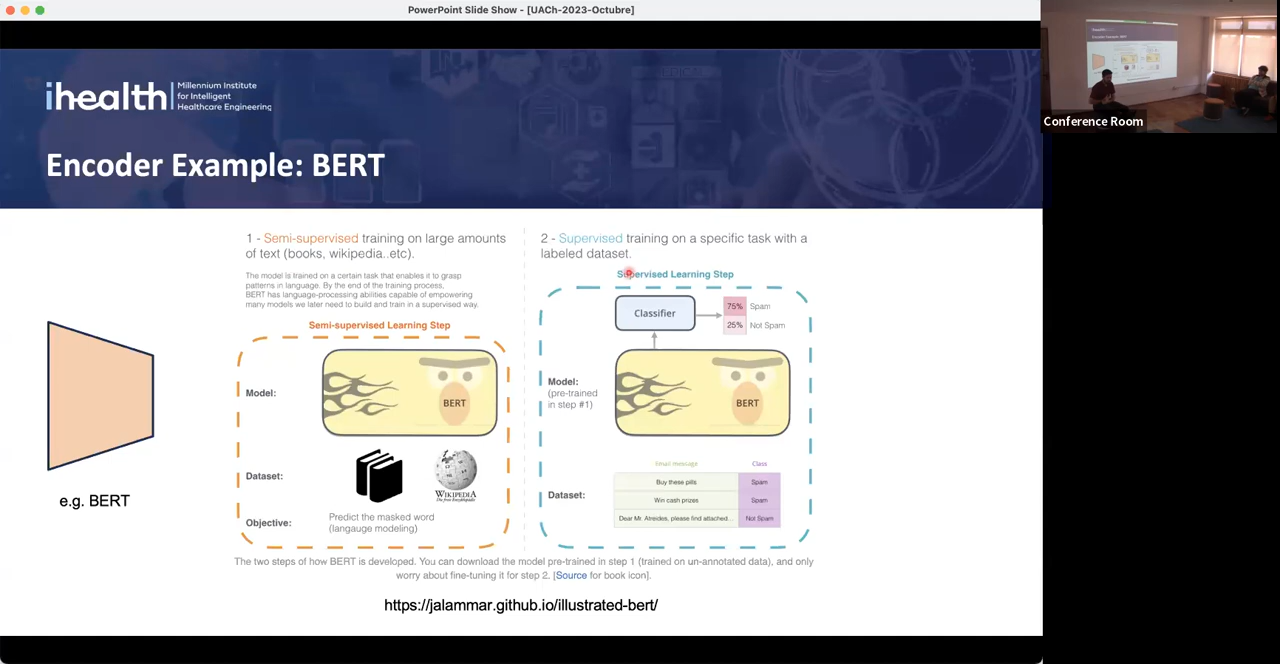 PowerPoint Slide Show - [UACh-2023-Octubre]
ihealth
Millennium Institute
for Intelligent
Healthcare Engineering
Encoder Example: BERT
Conference Room
e.g. BERT
1 - Semi-supervised training on large amounts
of text (books, wikipedia..etc).
The model is trained on a certain task that enables it to grasp
patterns in language. By the end of the training process,
BERT has language-processing abilities capable of empowering
many models we later need to build and train in a supervised way.
Semi-supervised Learning Step
Model:
BERT
Dataset:
WIKIPEDIA
The Free Encyclopedia
Objective:
Predict the masked word
(langauge modeling)
2 - Supervised training on a specific task with a
labeled dataset.
Supervised Learning Step
Classifier
75% Spam
25% Not Spam
Model:
(pre-trained
in step #1)
BERT
Dataset:
Email message Class
Buy these pills Spam
Win cash prizes Spam
Dear Mr. Atreides, please find attached... Not Spam
The two steps of how BERT is developed. You can download the model pre-trained in step 1 (trained on un-annotated data), and only
worry about fine-tuning it for step 2. [Source for book icon].
https://jalammar.github.io/illustrated-bert/